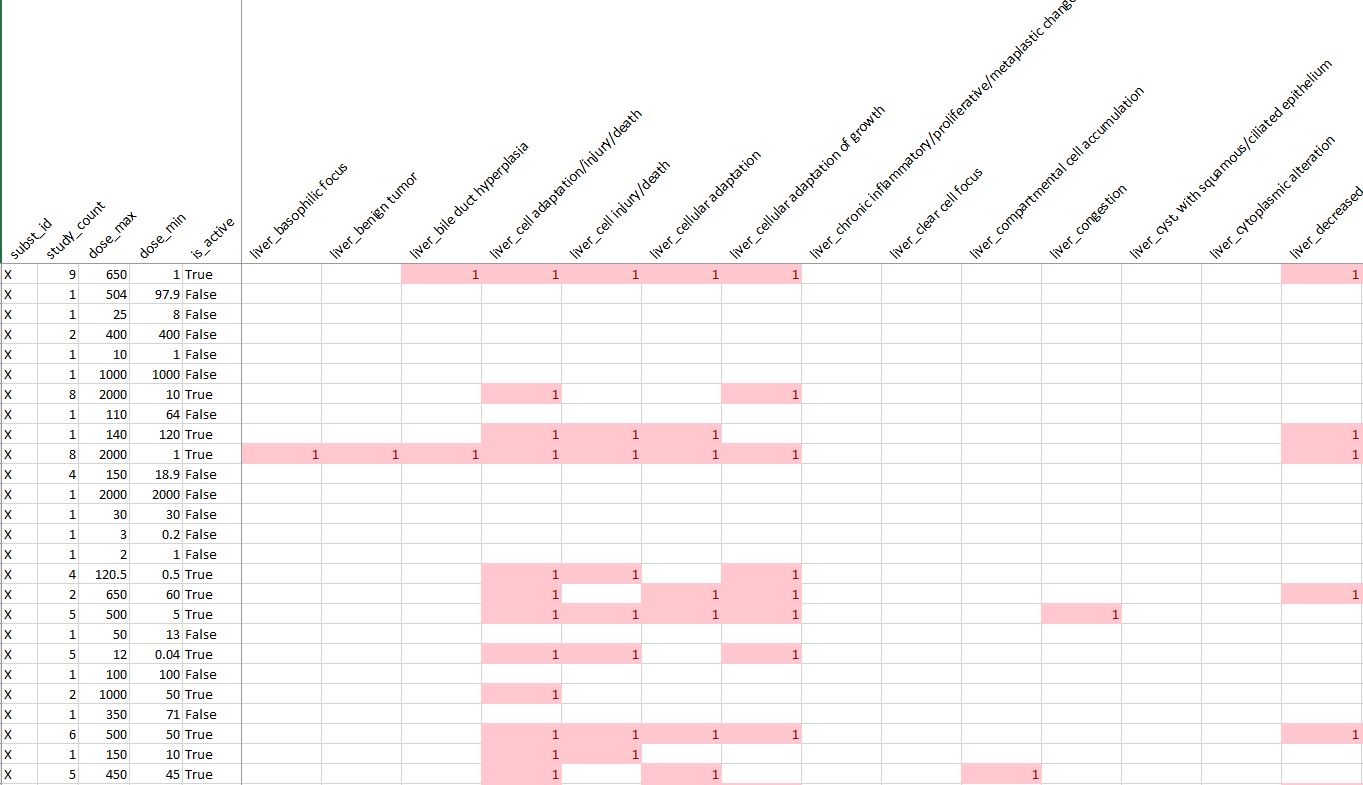 subst_id study_count dose_max dose_min is_active liver_basophilic focus liver_benign tumor liver_bile duct hyperplasia liver_cell adaptation/injury/death liver_cell injury/death liver_cellular adaptation liver_cellular adaptation of growth liver_chronic inflammatory/proliferative/metaplastic change liver_clear cell focus liver_compartmental cell accumulation liver_congestion liver_cyst, with squamous/ciliated epithelium liver_cytoplasmic alteration liver_decreased
X 9 650 1 True 1 1 1 1 1 1
X 1 504 97.9 False
X 1 25 8 False
X 2 400 400 False
X 1 10 1 False
X 1 1000 1000 False
X 8 2000 10 True 1 1
X 1 110 64 False
X 1 140 120 True 1 1 1 1
X 8 2000 1 True 1 1 1 1 1 1 1 1
X 4 150 18.9 False
X 1 2000 2000 False
X 1 30 30 False
X 1 3 0.2 False
X 1 2 1 False
X 4 120.5 0.5 True 1 1 1
X 2 650 60 True 1 1 1 1
X 5 500 5 True 1 1 1 1 1
X 1 50 13 False
X 5 12 0.04 True 1 1 1
X 1 100 100 False
X 2 1000 50 True 1
X 1 350 71 False
X 6 500 50 True 1 1 1 1 1
X 1 150 10 True 1 1
X 5 450 45 True 1 1 1